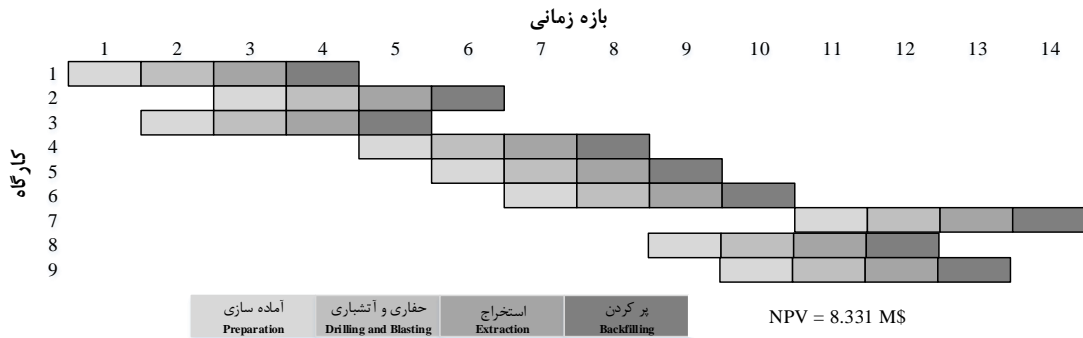 بازه زمانی
1 2 3 4 5 6 7 8 9 10 11 12 13 14
کارگاه
1
2
3
4
5
6
7
8
9
آماده سازی
Preparation
حفاری و آتشباری
Drilling and Blasting
استخراج
Extraction
پر کردن
Backfilling
NPV = 8.331 M$